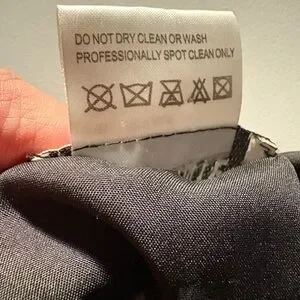 DO NOT DRY CLEAN OR WASH
PROFESSIONALLY SPOT CLEAN ONLY